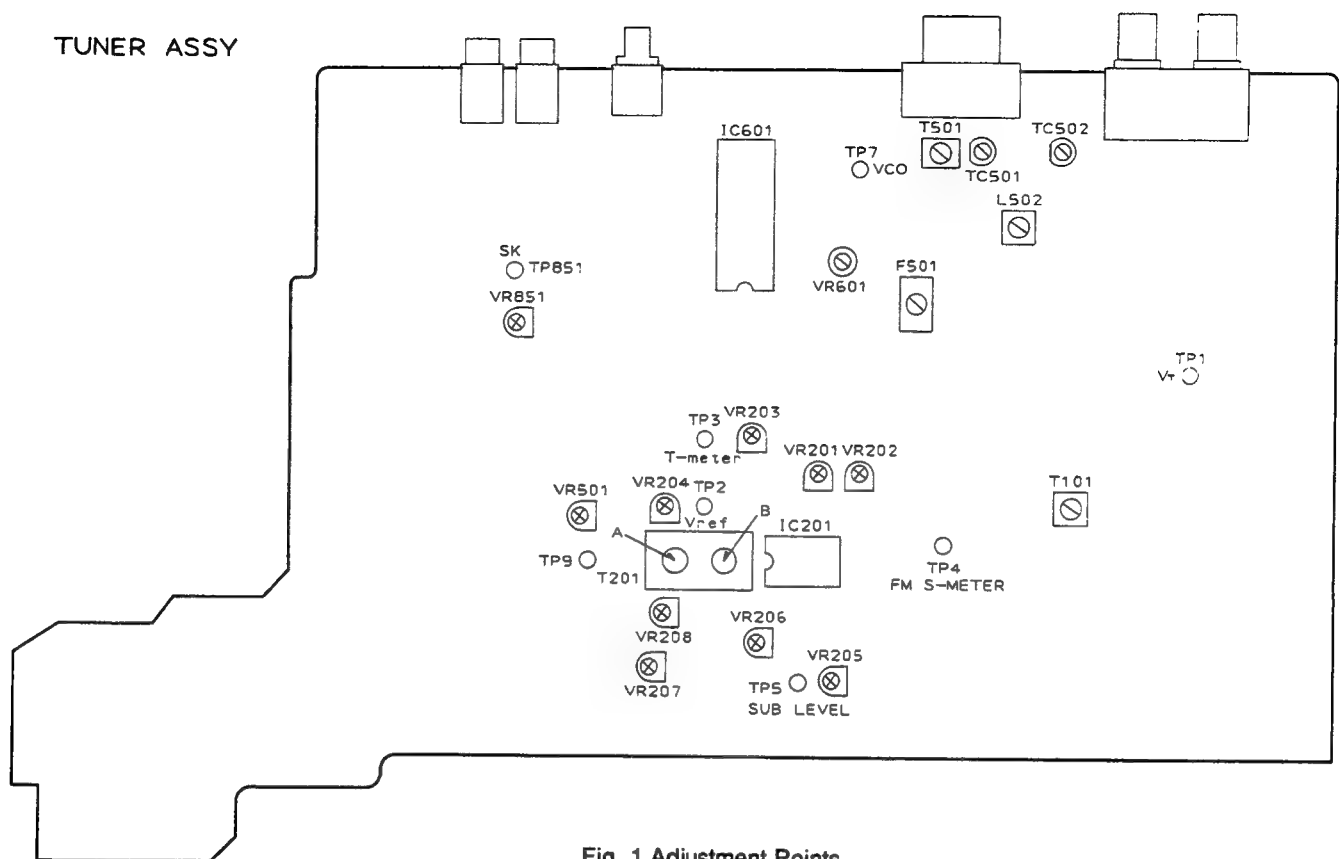 TUNER ASSY
IC601
T501
TC502
TP7
VCO
TC501
L502
SK
TP851
VR601
F501
VR851
TP1
VT
TP3
VR203
T-meter
VR201 VR202
VR204 TP2
VR501
Vref
B
IC201
T101
A
TP9
T201
TP4
FM S-METER
VR208
VR206
VR207
VR205
TP5
SUB LEVEL
Fig. 1 Adjustment Points